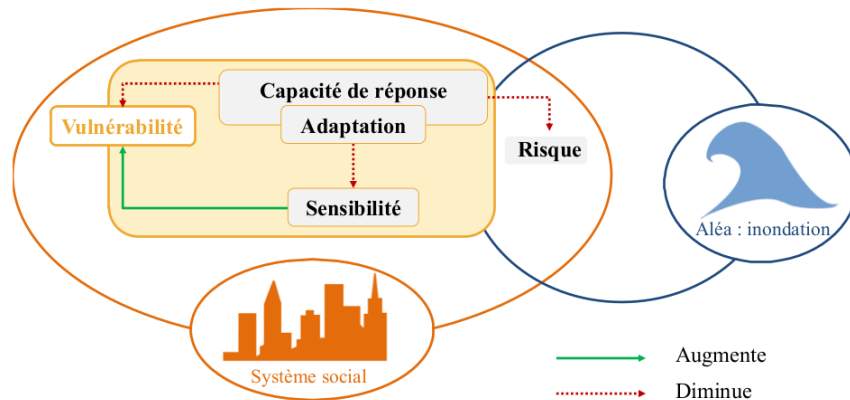 Capacité de réponse
Vulnérabilité
Adaptation
Risque
Sensibilité
Aléa : inondation
Système social
Augmente
Diminue